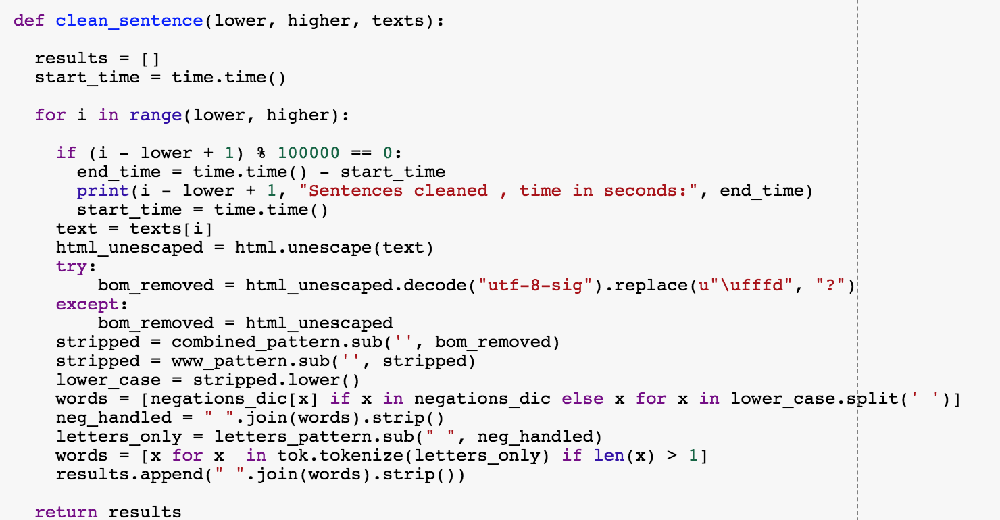 def clean_sentence(lower, higher, texts):
results = []
start_time = time.time()
for i in range(lower, higher):
if (i - lower + 1) % 100000 == 0:
end_time = time.time() - start_time
print(i - lower + 1, "Sentences cleaned , time in seconds:", end_time)
start_time = time.time()
text = texts[i]
html_unescaped = html.unescape(text)
try:
bom_removed = html_unescaped.decode("utf-8-sig").replace(u"\ufffd", "?")
except:
bom_removed = html_unescaped
stripped = combined_pattern.sub('', bom_removed)
stripped = www_pattern.sub('', stripped)
lower_case = stripped.lower()
words = [negations_dic[x] if x in negations_dic else x for x in lower_case.split(' ')]
neg_handled = " ".join(words).strip()
letters_only = letters_pattern.sub(" ", neg_handled)
words = [x for x  in tok.tokenize(letters_only) if len(x) > 1]
results.append(" ".join(words).strip())
return results